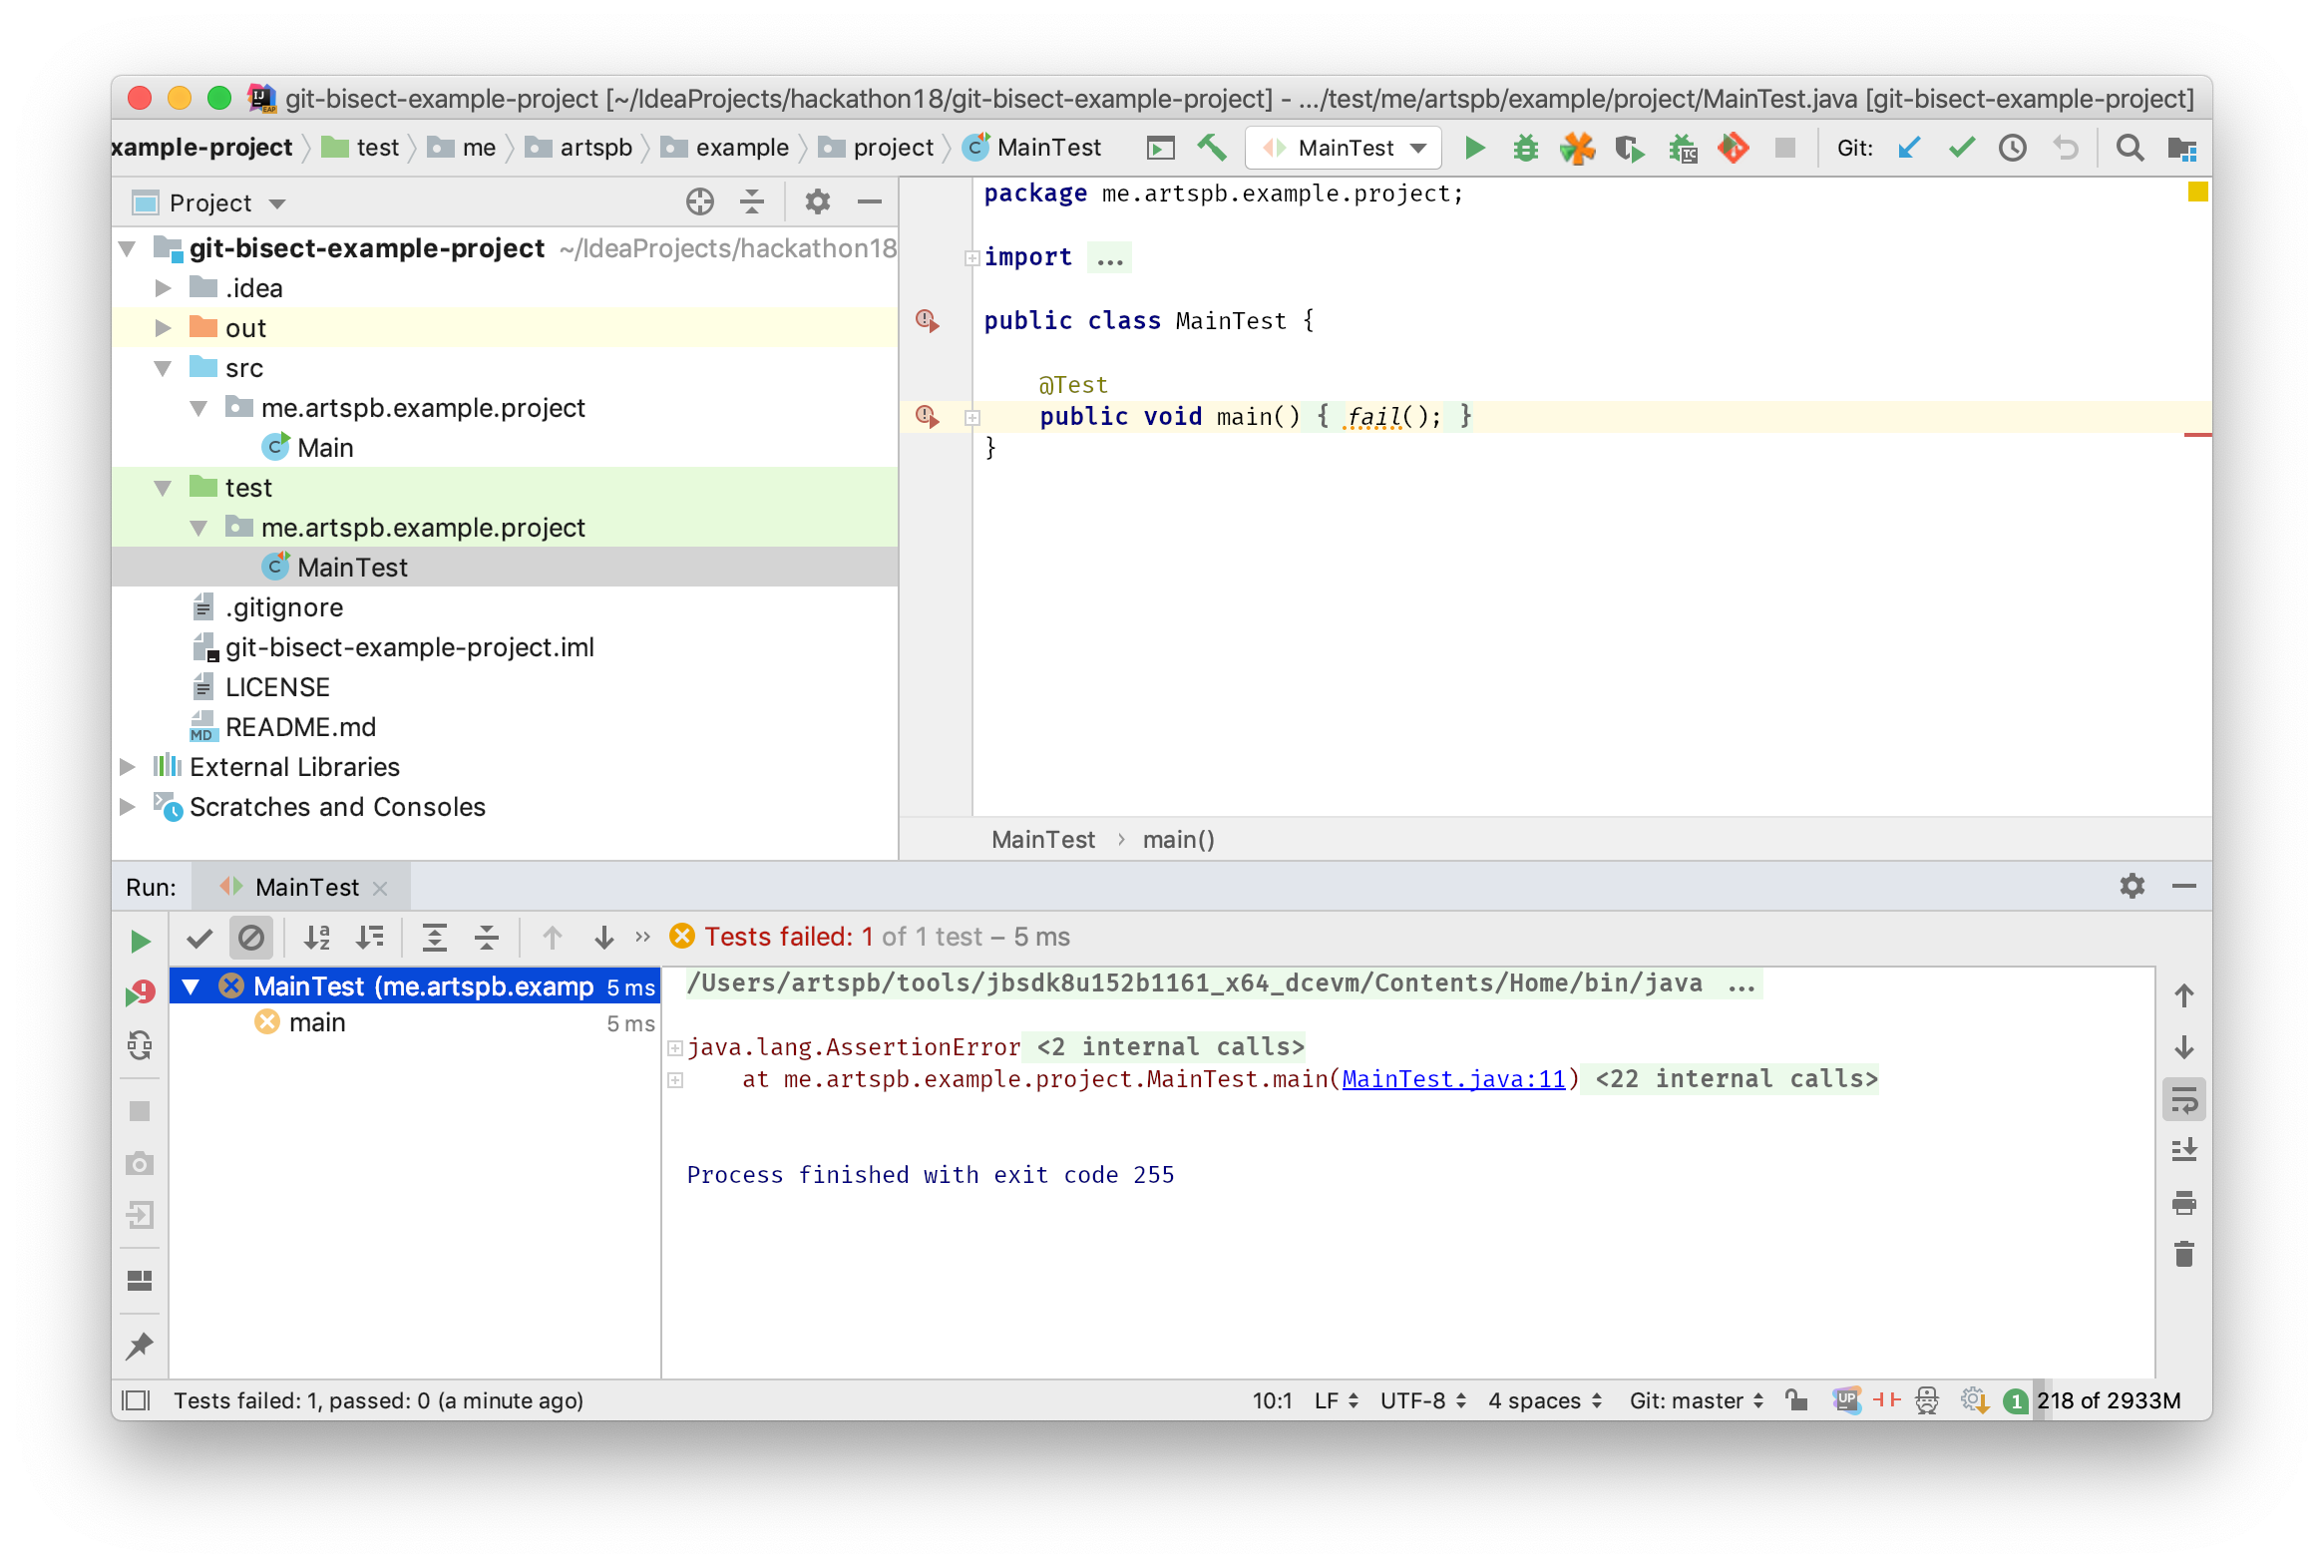 git-bisect-example-project [~/IdeaProjects/hackathon18/git-bisect-example-project] - .../test/me/artspb/example/project/MainTest.java [git-bisect-example-project]
xample-project test me artspb example project MainTest MainTest TC Git:
Project
git-bisect-example-project ~/IdeaProjects/hackathon18
.idea
out
src
me.artspb.example.project
C Main
test
me.artspb.example.project
C MainTest
.gitignore
git-bisect-example-project.iml
LICENSE
MD README.md
External Libraries
Scratches and Consoles
package me.artspb.example.project;
import ...
public class MainTest {
@Test
public void main() { fail(); }
}
MainTest › main()
Run: MainTest
Tests failed: 1 of 1 test – 5 ms
MainTest (me.artspb.examp 5 ms
main 5 ms
/Users/artspb/tools/jbsdk8u152b1161_x64_dcevm/Contents/Home/bin/java ...
java.lang.AssertionError <2 internal calls>
at me.artspb.example.project.MainTest.main(MainTest.java:11) <22 internal calls>
Process finished with exit code 255
Tests failed: 1, passed: 0 (a minute ago) 10:1 LF UTF-8 4 spaces Git: master UP 1 218 of 2933M